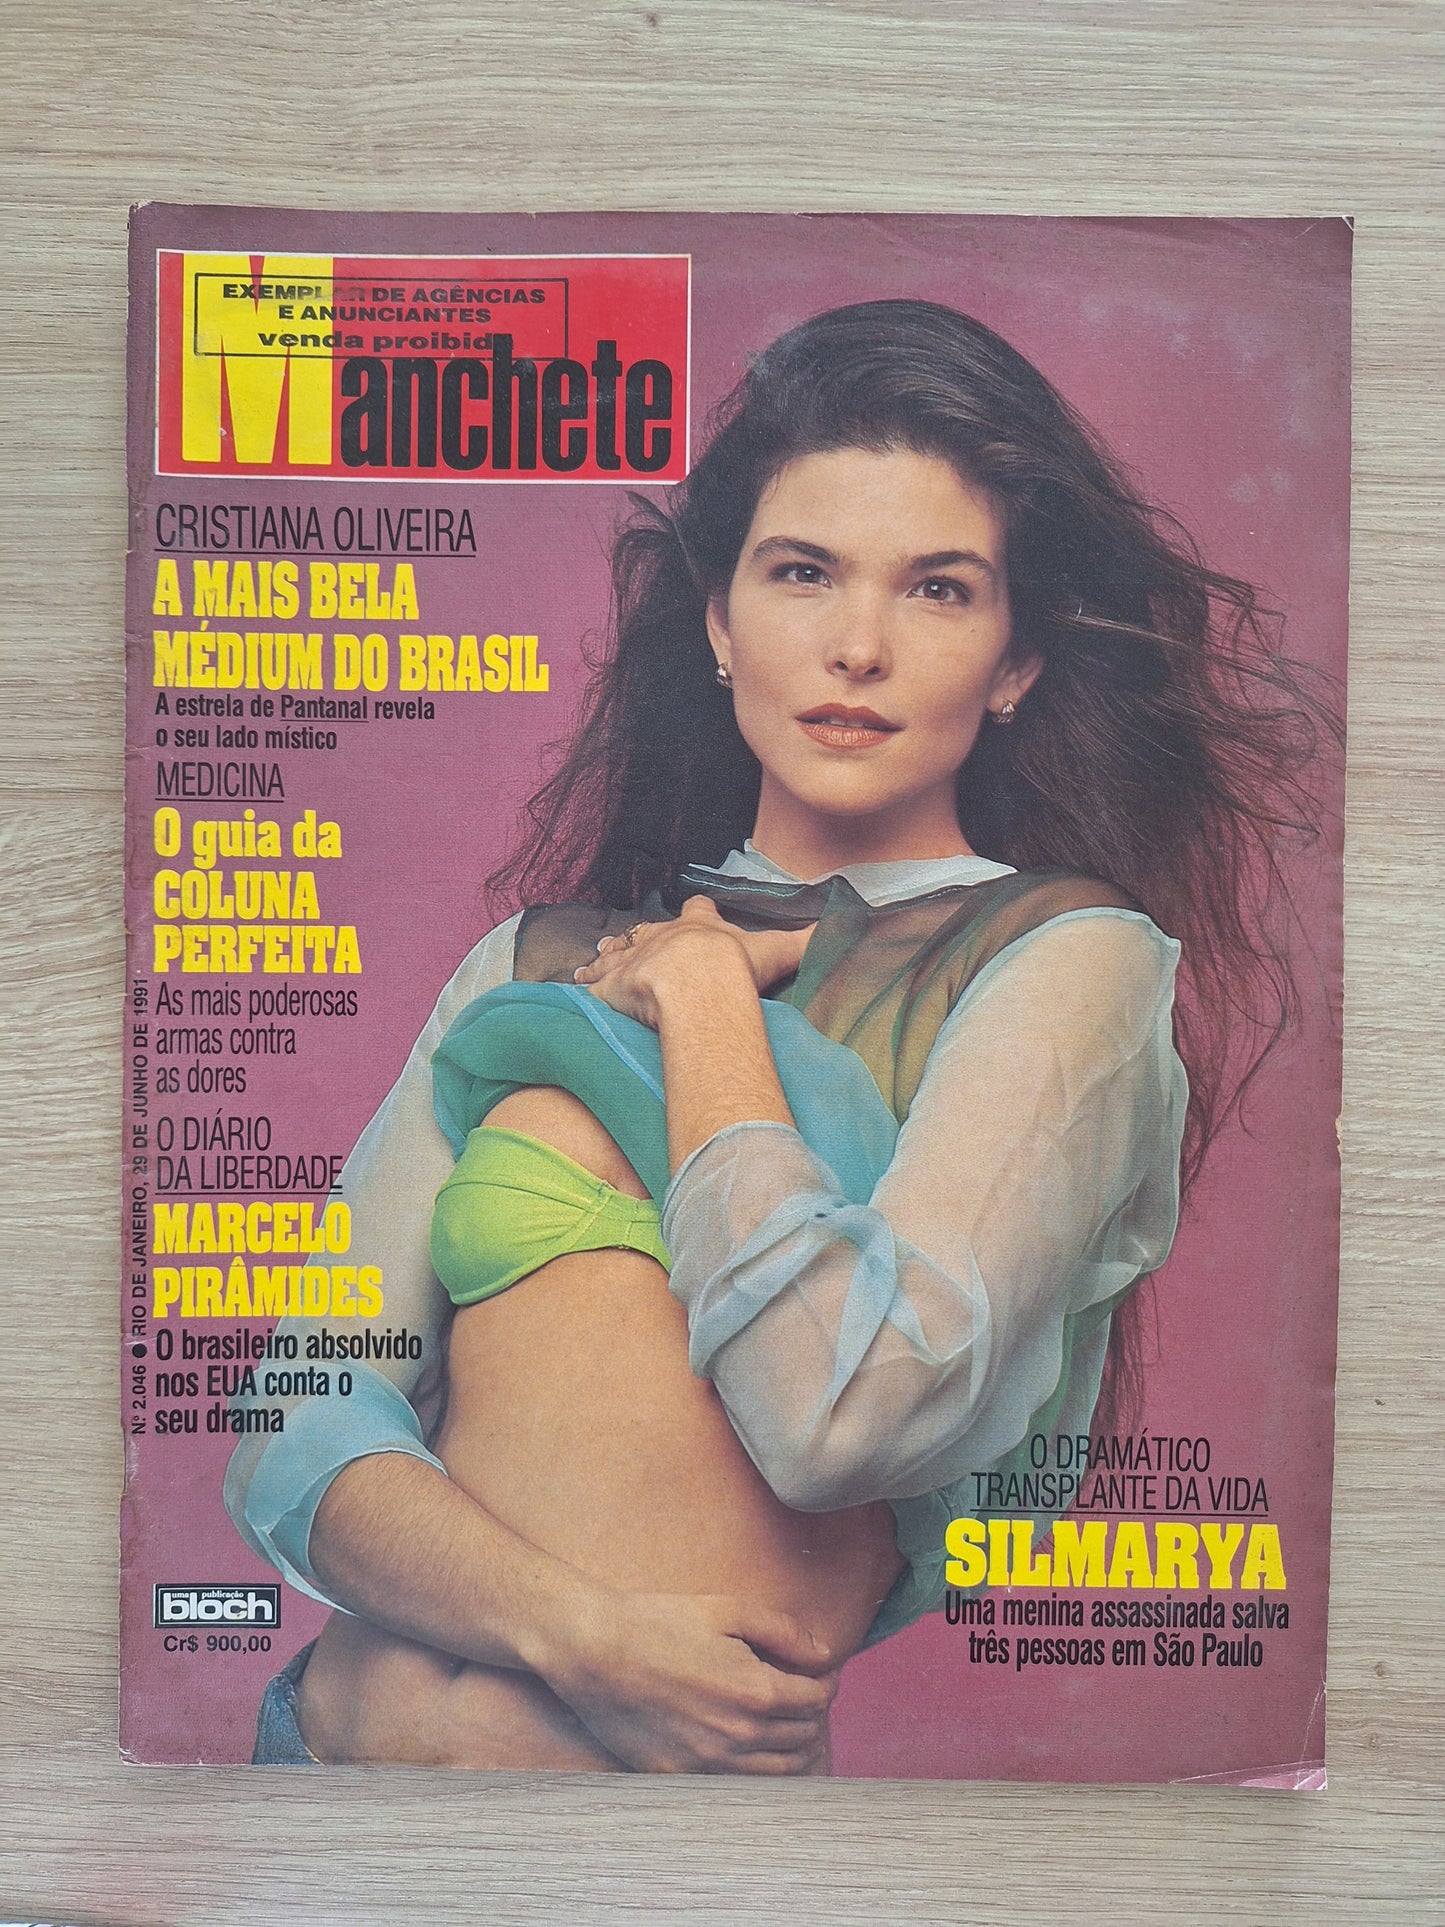 EXEMPLAR DE AGÊNCIAS
E ANUNCIANTES
venda proibida
Manchete
CRISTIANA OLIVEIRA
A MAIS BELA
MÉDIUM DO BRASIL
A estrela de Pantanal revela
o seu lado místico
MEDICINA
O guia da
COLUNA
PERFEITA
As mais poderosas
armas contra
as dores
O DIÁRIO
DA LIBERDADE
MARCELO
PIRÂMIDES
O brasileiro absolvido
nos EUA conta o
seu drama
Nº 2.046 ● RIO DE JANEIRO, 29 DE JUNHO DE 1991
uma publicação
bloch
Cr$ 900,00
O DRAMÁTICO
TRANSPLANTE DA VIDA
SILMARYA
Uma menina assassinada salva
três pessoas em São Paulo